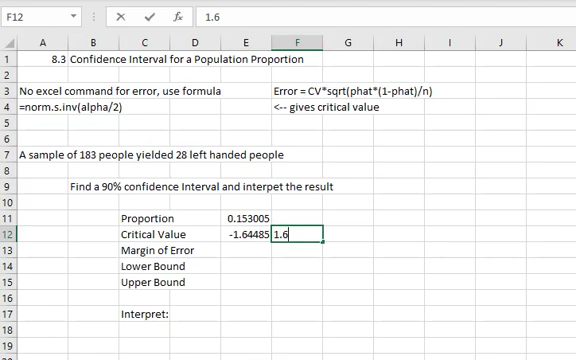 F12 fx 1.6
A B C D E F G H I J K
1 8.3 Confidence Interval for a Population Proportion
2
3 No excel command for error, use formula Error = CV*sqrt(phat*(1-phat)/n)
4 =norm.s.inv(alpha/2) <-- gives critical value
5
6
7 A sample of 183 people yielded 28 left handed people
8
9 Find a 90% confidence Interval and interpet the result
10
11 Proportion 0.153005
12 Critical Value -1.64485 1.6
13 Margin of Error
14 Lower Bound
15 Upper Bound
16
17 Interpret:
18
19